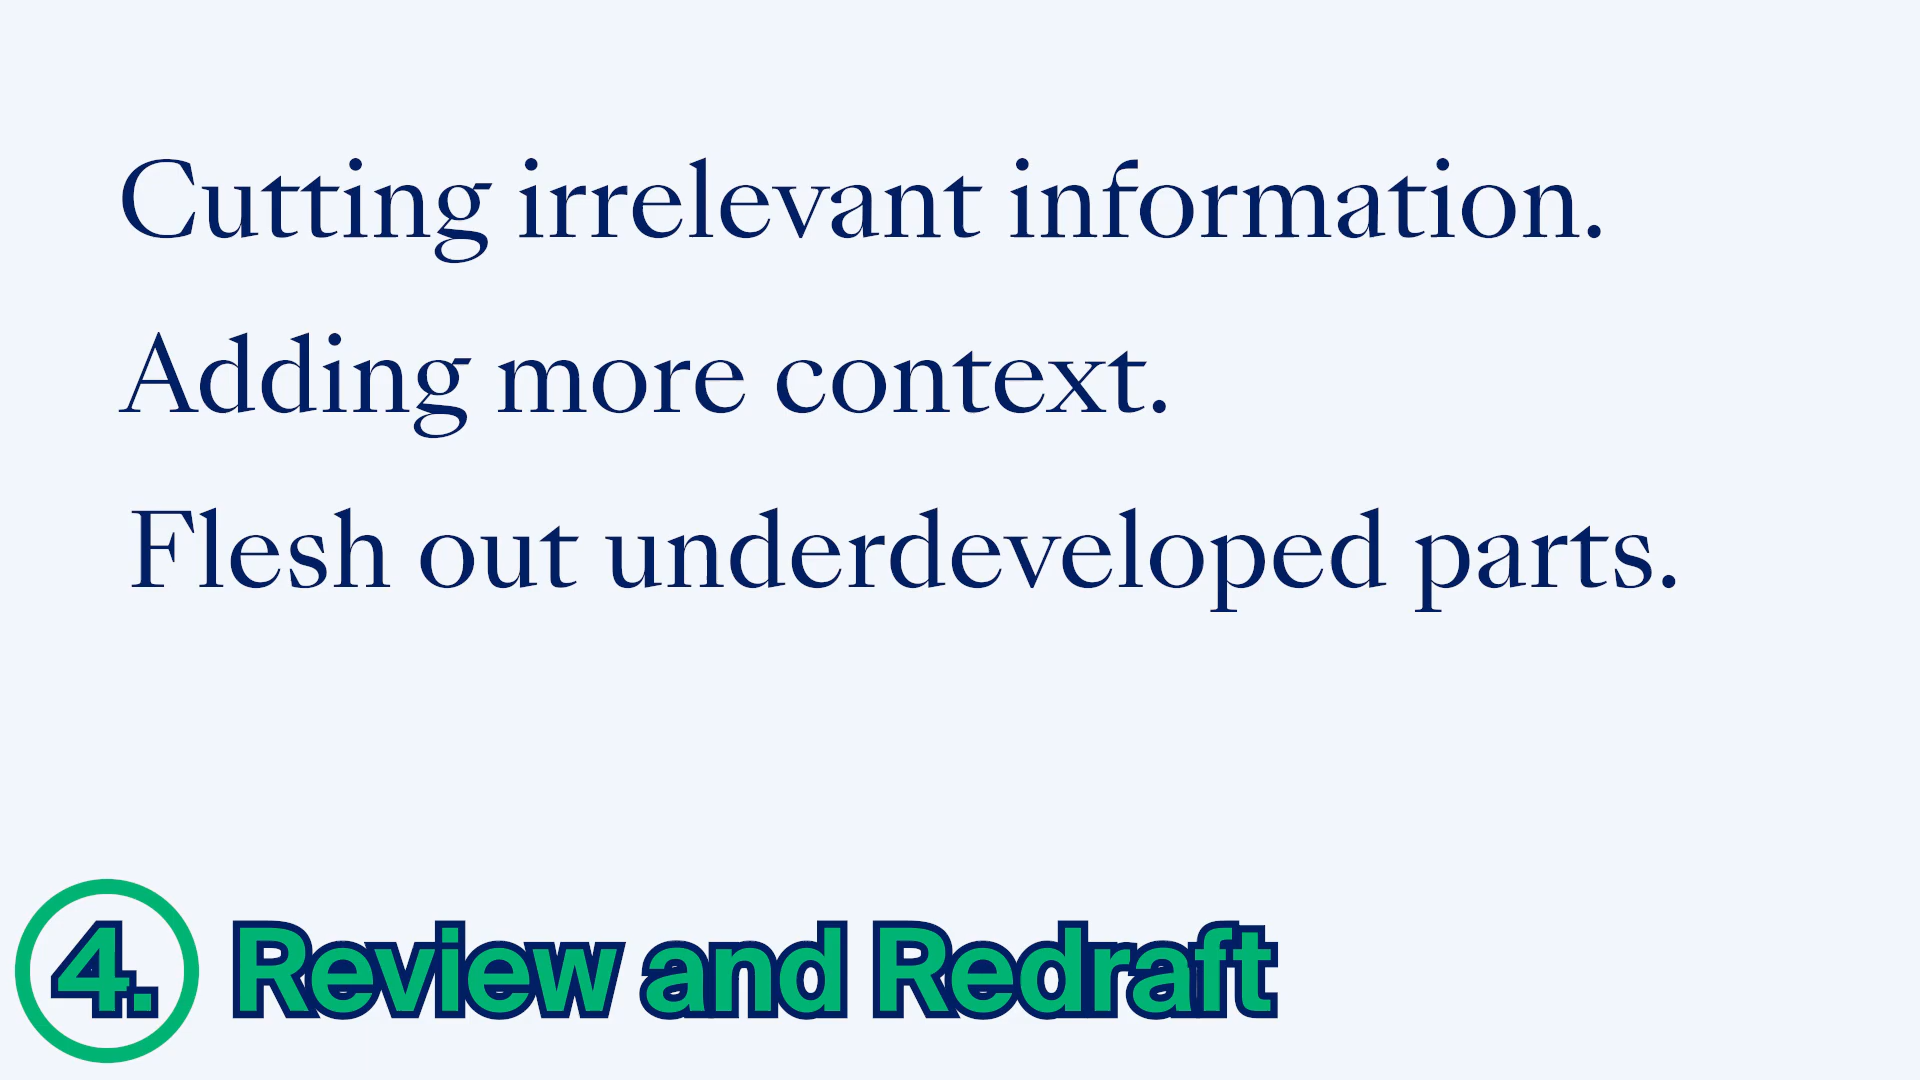 Cutting irrelevant information.
Adding more context.
Flesh out underdeveloped parts.
4. Review and Redraft